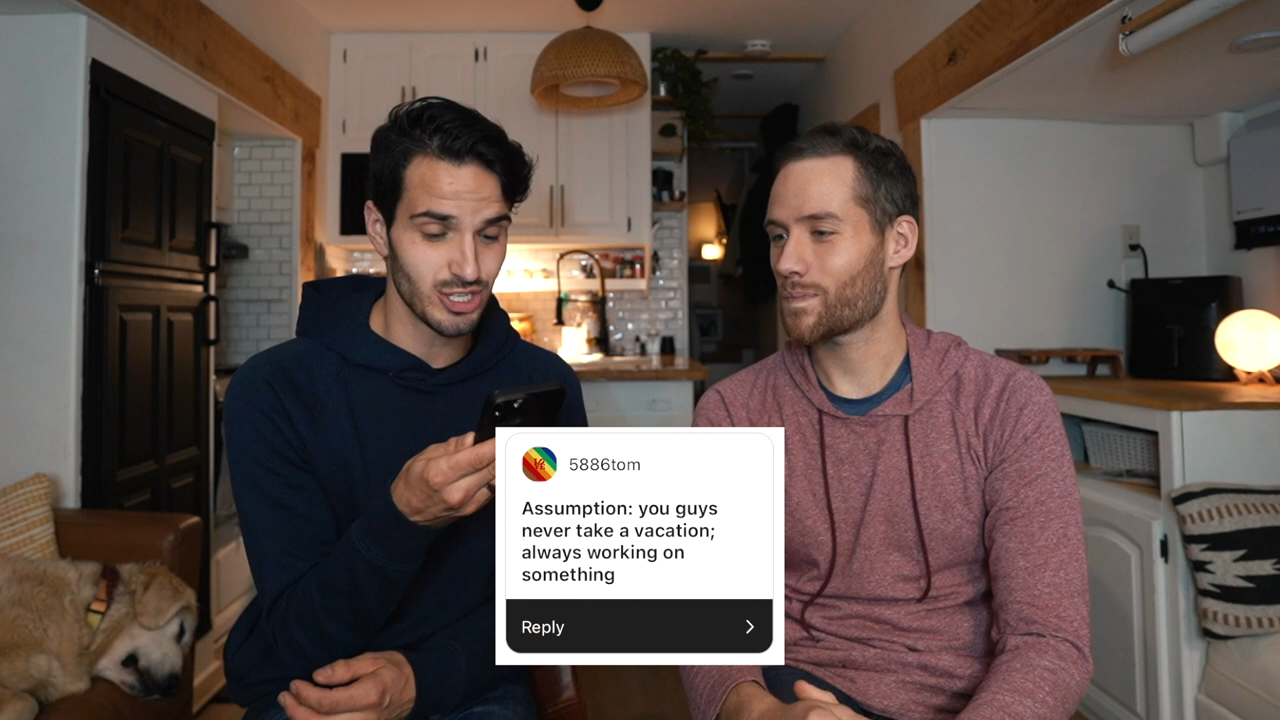 5886tom
Assumption: you guys
never take a vacation;
always working on
something
Reply